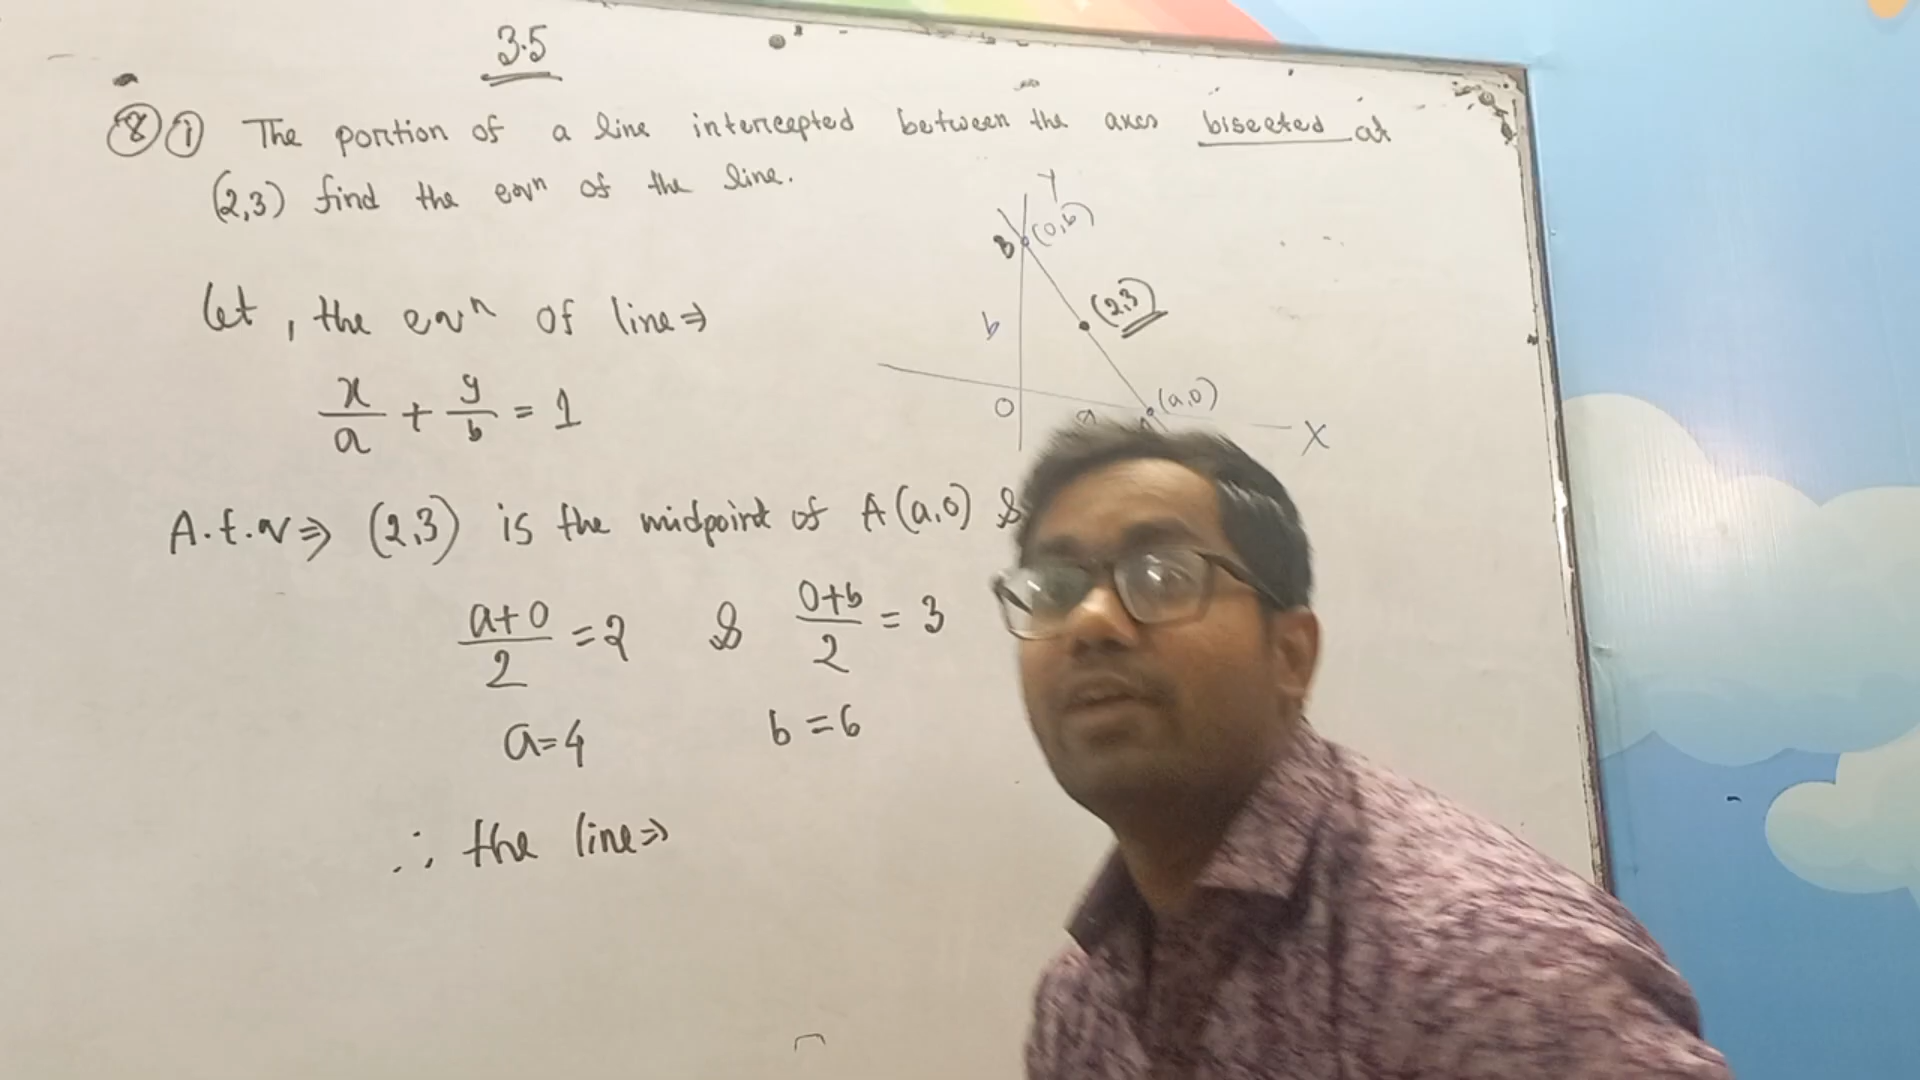 3.5
8 i The portion of a line intercepted between the axes bisected at
(2,3) find the eqⁿ of the line.
Y
B (0,b)
(2,3)
b
O
a
(a,0)
X
Let, the eqⁿ of line ⇒
x/a + y/b = 1
A.t.q ⇒ (2,3) is the midpoint of A(a,0) &
(a+0)/2 = 2 & (0+b)/2 = 3
a=4 b=6
∴ the line ⇒